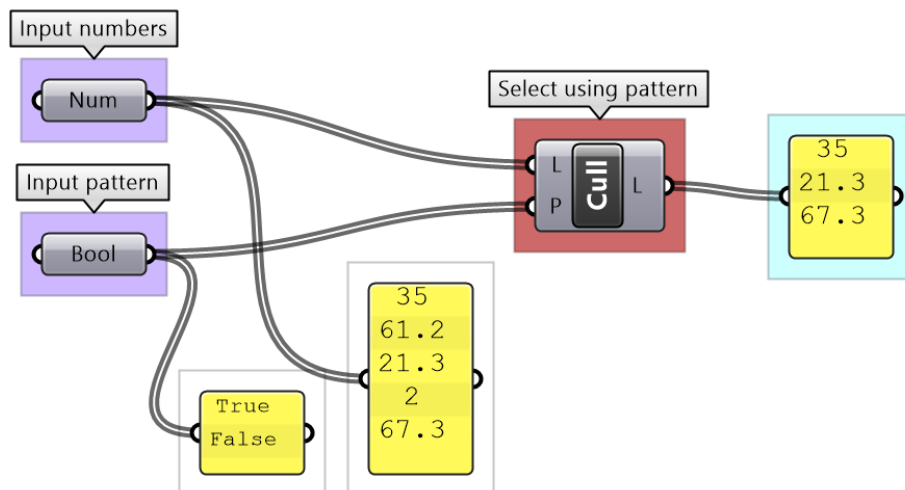 Input numbers
Num
Select using pattern
L
P
Cull
L
35
21.3
67.3
Input pattern
Bool
True
False
35
61.2
21.3
2
67.3